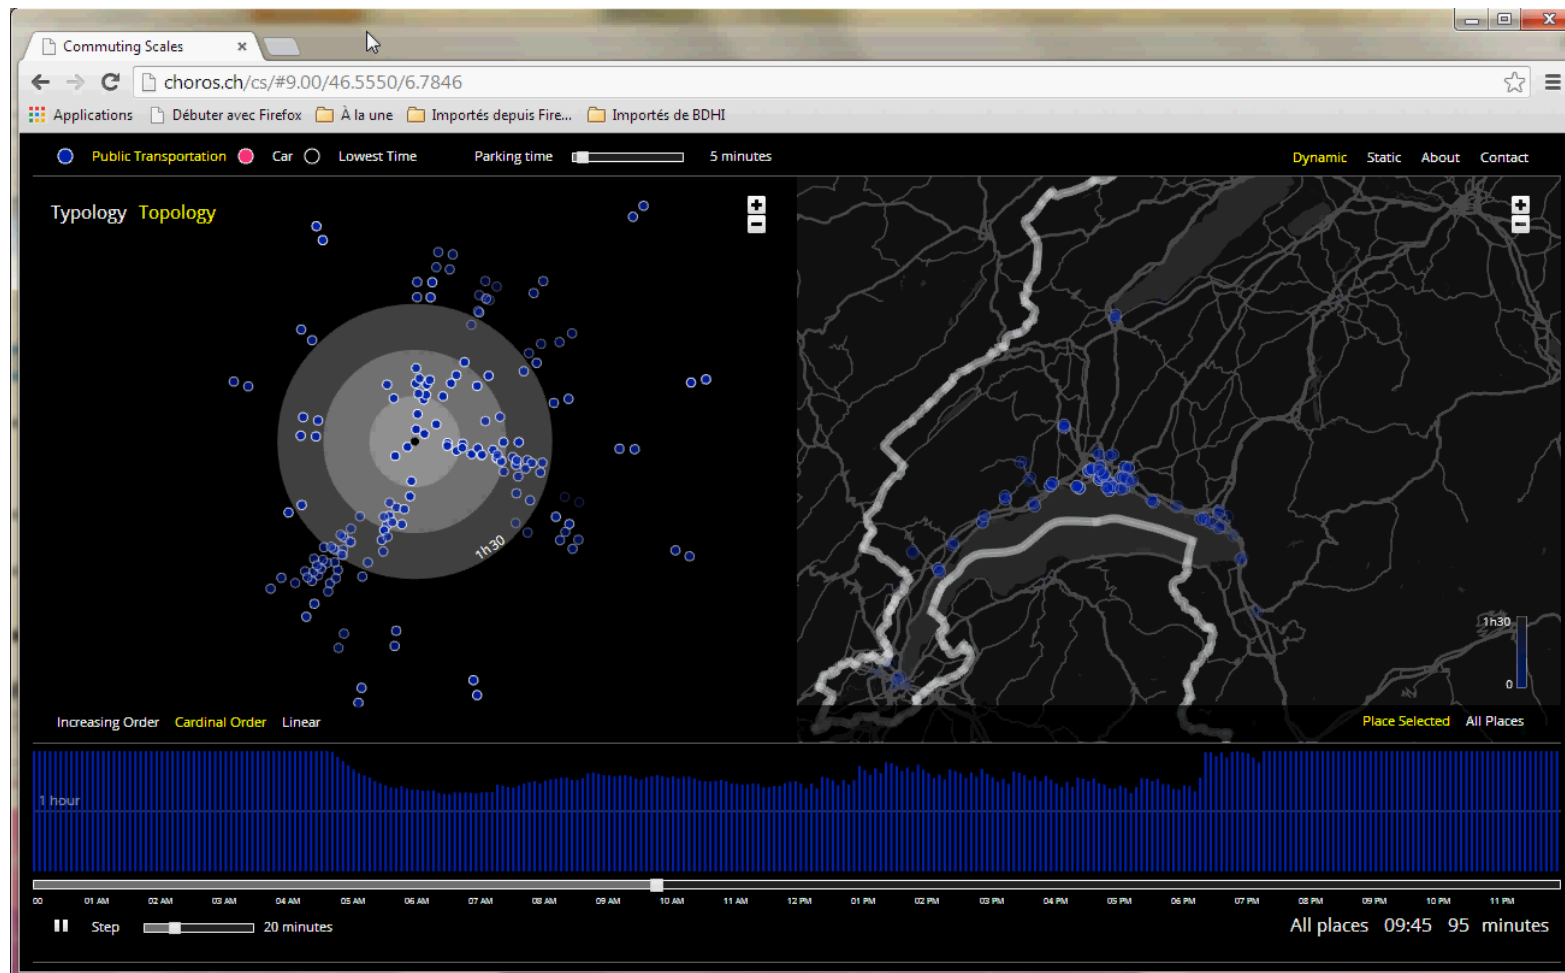 Commuting Scales
choros.ch/cs/#9.00/46.5550/6.7846
Applications Débuter avec Firefox À la une Importés depuis Fire... Importés de BDHI
Public Transportation Car Lowest Time Parking time 5 minutes Dynamic Static About Contact
Typology Topology
1h30
1h30
0
Increasing Order Cardinal Order Linear Place Selected All Places
1 hour
00 01 AM 02 AM 03 AM 04 AM 05 AM 06 AM 07 AM 08 AM 09 AM 10 AM 11 AM 12 PM 01 PM 02 PM 03 PM 04 PM 05 PM 06 PM 07 PM 08 PM 09 PM 10 PM 11 PM
Step 20 minutes All places 09:45 95 minutes